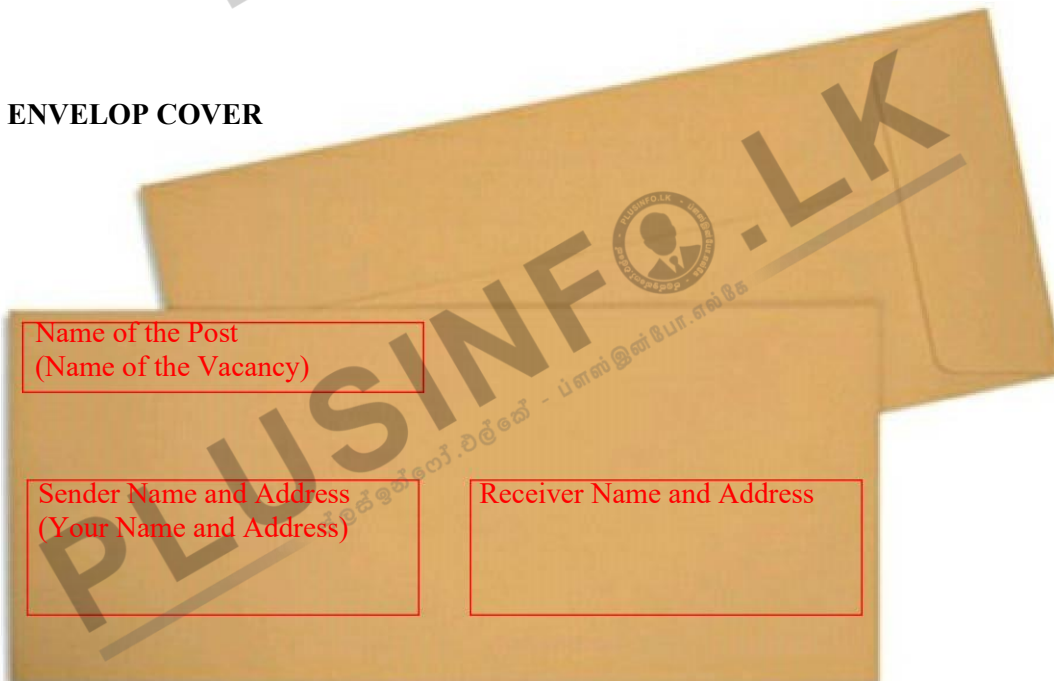 ENVELOP COVER
PLUSINFO.LK
Name of the Post
(Name of the Vacancy)
Sender Name and Address
(Your Name and Address)
Receiver Name and Address